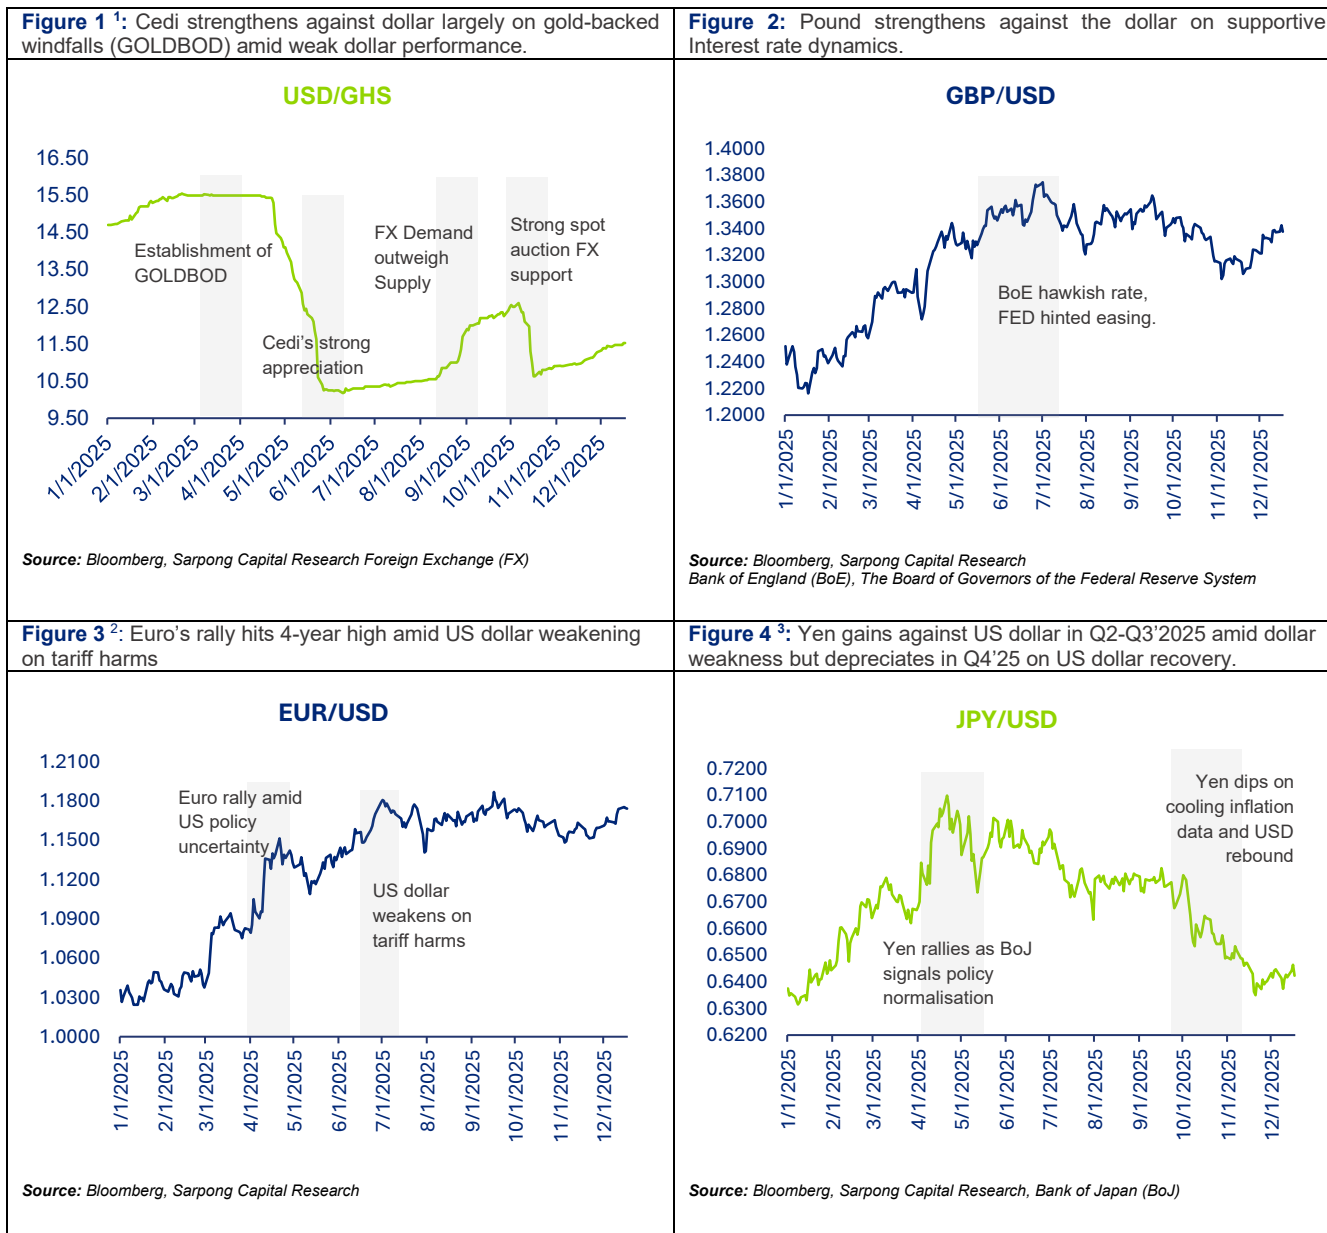 Figure 1 ¹: Cedi strengthens against dollar largely on gold-backed
windfalls (GOLDBOD) amid weak dollar performance.
USD/GHS
16.50
15.50
14.50
13.50
12.50
11.50
10.50
9.50
Establishment of
GOLDBOD
Cedi's strong
appreciation
FX Demand
outweigh
Supply
Strong spot
auction FX
support
1/1/2025
2/1/2025
3/1/2025
4/1/2025
5/1/2025
6/1/2025
7/1/2025
8/1/2025
9/1/2025
10/1/2025
11/1/2025
12/1/2025
Source: Bloomberg, Sarpong Capital Research Foreign Exchange (FX)
Figure 2: Pound strengthens against the dollar on supportive
Interest rate dynamics.
GBP/USD
1.4000
1.3800
1.3600
1.3400
1.3200
1.3000
1.2800
1.2600
1.2400
1.2200
1.2000
BoE hawkish rate,
FED hinted easing.
1/1/2025
2/1/2025
3/1/2025
4/1/2025
5/1/2025
6/1/2025
7/1/2025
8/1/2025
9/1/2025
10/1/2025
11/1/2025
12/1/2025
Source: Bloomberg, Sarpong Capital Research
Bank of England (BoE), The Board of Governors of the Federal Reserve System
Figure 3 ²: Euro's rally hits 4-year high amid US dollar weakening
on tariff harms
EUR/USD
1.2100
1.1800
1.1500
1.1200
1.0900
1.0600
1.0300
1.0000
Euro rally amid
US policy
uncertainty
US dollar
weakens on
tariff harms
1/1/2025
2/1/2025
3/1/2025
4/1/2025
5/1/2025
6/1/2025
7/1/2025
8/1/2025
9/1/2025
10/1/2025
11/1/2025
12/1/2025
Source: Bloomberg, Sarpong Capital Research
Figure 4 ³: Yen gains against US dollar in Q2-Q3'2025 amid dollar
weakness but depreciates in Q4'25 on US dollar recovery.
JPY/USD
0.7200
0.7100
0.7000
0.6900
0.6800
0.6700
0.6600
0.6500
0.6400
0.6300
0.6200
Yen rallies as BoJ
signals policy
normalisation
Yen dips on
cooling inflation
data and USD
rebound
1/1/2025
2/1/2025
3/1/2025
4/1/2025
5/1/2025
6/1/2025
7/1/2025
8/1/2025
9/1/2025
10/1/2025
11/1/2025
12/1/2025
Source: Bloomberg, Sarpong Capital Research, Bank of Japan (BoJ)